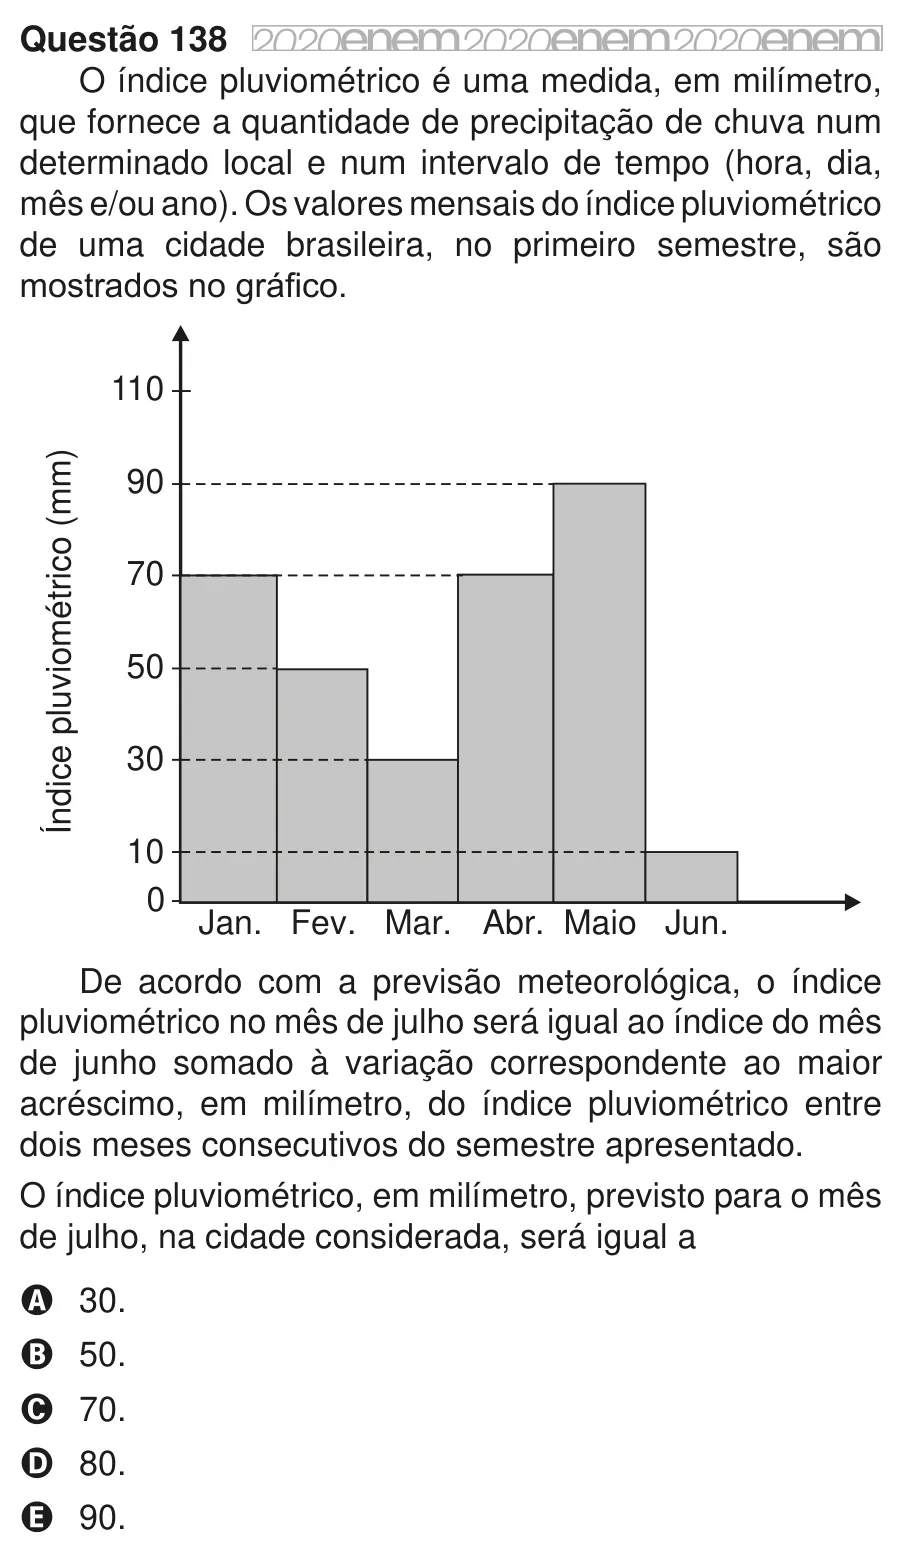 Questão 138 2020enem2020enem2020enem
O índice pluviométrico é uma medida, em milímetro,
que fornece a quantidade de precipitação de chuva num
determinado local e num intervalo de tempo (hora, dia,
mês e/ou ano). Os valores mensais do índice pluviométrico
de uma cidade brasileira, no primeiro semestre, são
mostrados no gráfico.
Índice pluviométrico (mm)
110
90
70
50
30
10
0
Jan. Fev. Mar. Abr. Maio Jun.
De acordo com a previsão meteorológica, o índice
pluviométrico no mês de julho será igual ao índice do mês
de junho somado à variação correspondente ao maior
acréscimo, em milímetro, do índice pluviométrico entre
dois meses consecutivos do semestre apresentado.
O índice pluviométrico, em milímetro, previsto para o mês
de julho, na cidade considerada, será igual a
A 30.
B 50.
C 70.
D 80.
E 90.